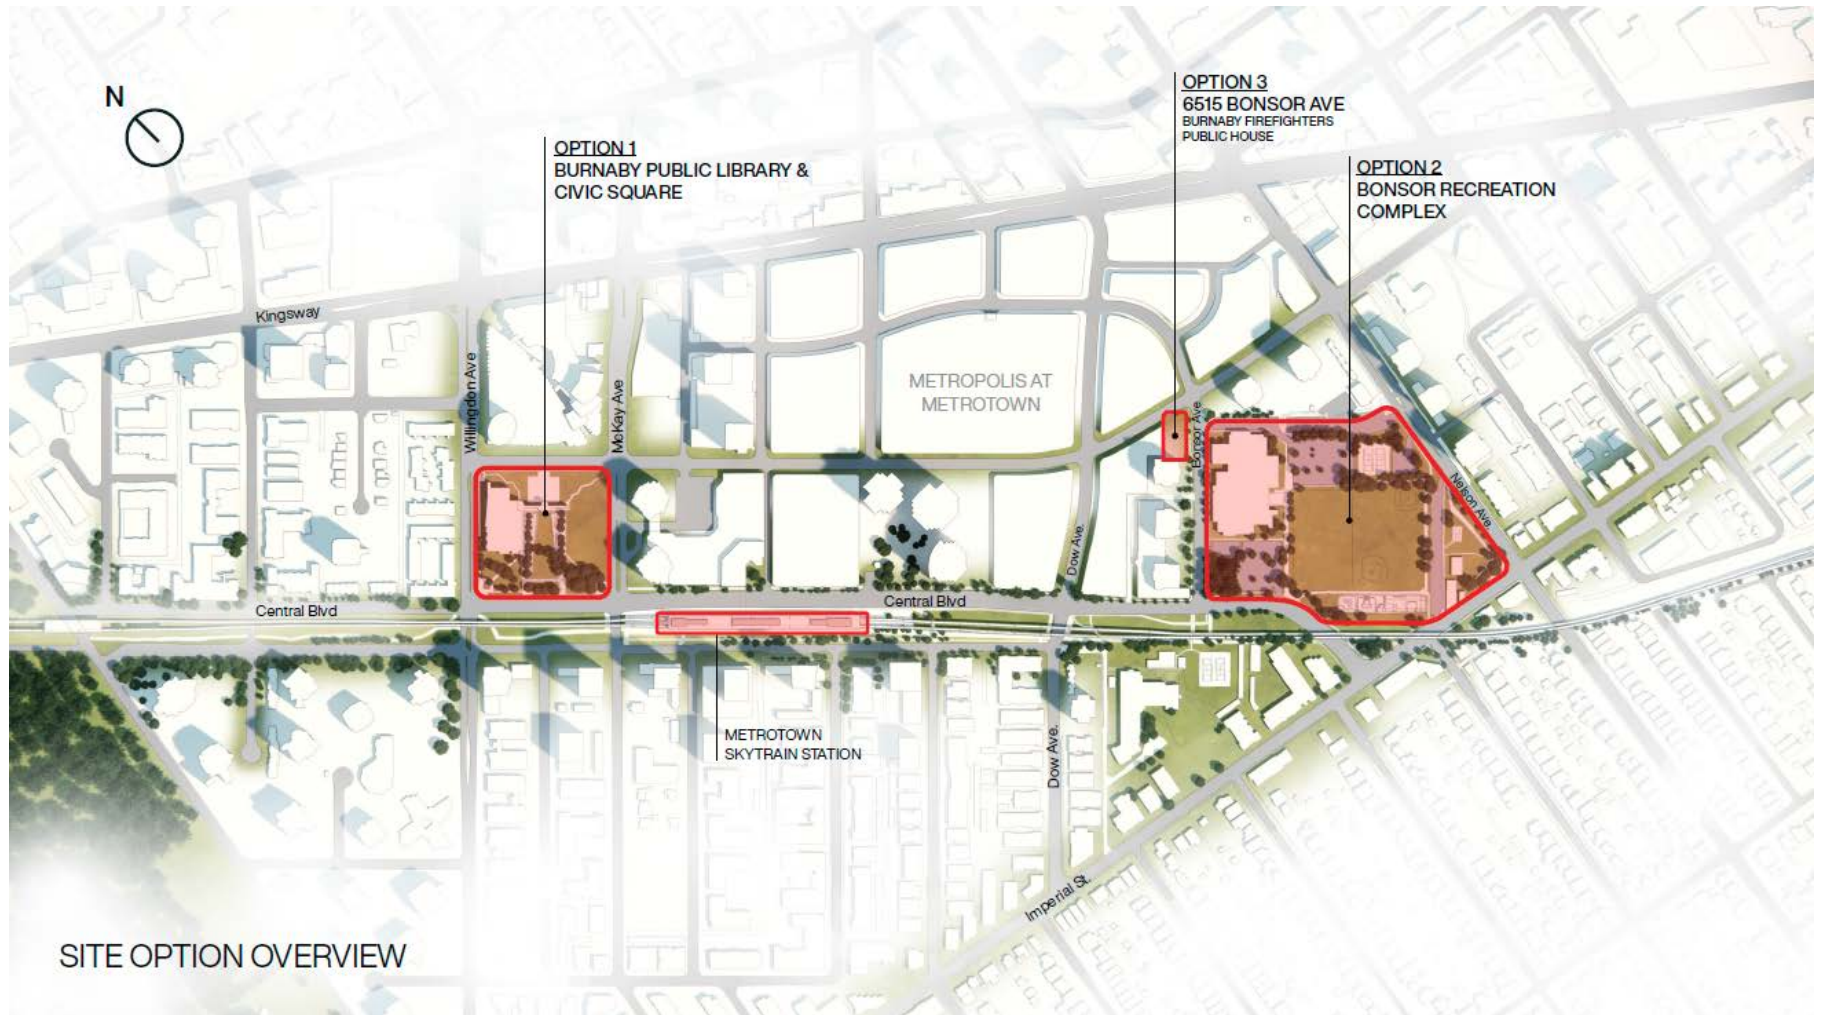 N
OPTION 3
6515 BONSOR AVE
BURNABY FIREFIGHTERS
PUBLIC HOUSE
OPTION 1
BURNABY PUBLIC LIBRARY &
CIVIC SQUARE
OPTION 2
BONSOR RECREATION
COMPLEX
Kingsway
Willingdon Ave
McKay Ave
METROPOLIS AT
METROTOWN
Bonsor Ave
Nelson Ave.
Dow Ave.
Central Blvd
Central Blvd
METROTOWN
SKYTRAIN STATION
Dow Ave.
Imperial St.
SITE OPTION OVERVIEW